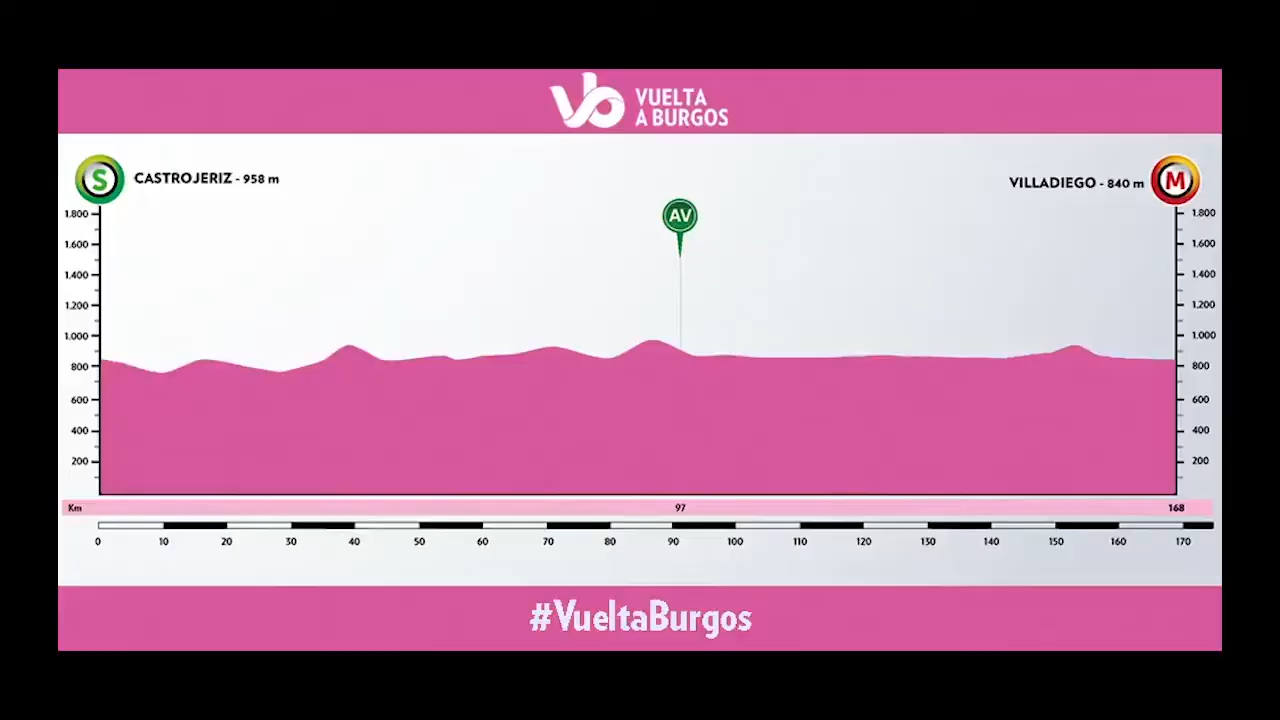 VUELTA
A BURGOS
S CASTROJERIZ - 958 m
VILLADIEGO - 840 m M
AV
1.800 1.800
1.600 1.600
1.400 1.400
1.200 1.200
1.000 1.000
800 800
600 600
400 400
200 200
Km 97 168
0 10 20 30 40 50 60 70 80 90 100 110 120 130 140 150 160 170
#VueltaBurgos